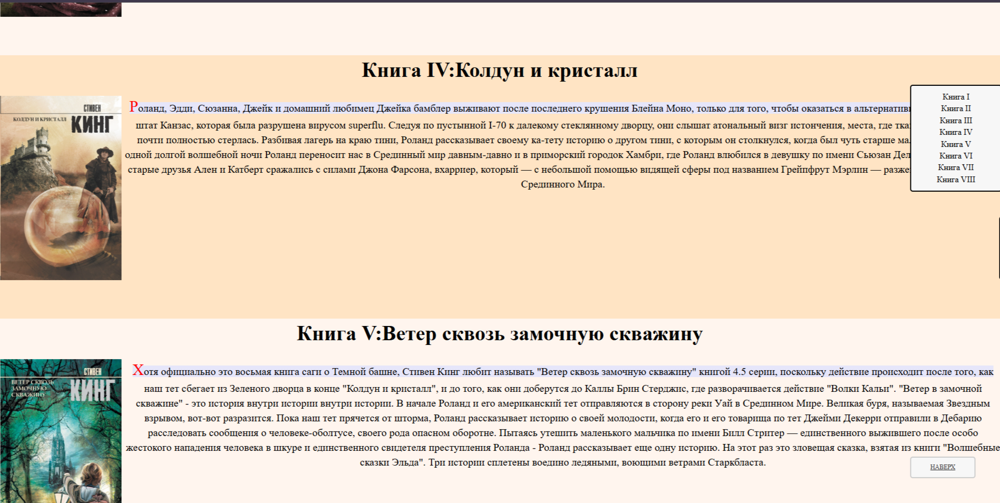 Книга IV:Колдун и кристалл
СТИВЕН
КИНГ
КОЛДУН И КРИСТАЛЛ
Роланд, Эдди, Сюзанна, Джейк и домашний любимец Джейка бамблер выживают после последнего крушения Блейна Моно, только для того, чтобы оказаться в
штат Канзас, которая была разрушена вирусом superflu. Следуя по пустынной I-70 к далекому стеклянному дворцу, они слышат атональный визг истончения, места, где
почти полностью стерлась. Разбивая лагерь на краю тини, Роланд рассказывает своему ка-тету историю о другом тини, с которым он столкнулся, когда был чуть старше
одной долгой волшебной ночи Роланд переносит нас в Срединный мир давным-давно и в приморский городок Хамбри, где Роланд влюбился в девушку по имени Сьюзан
старые друзья Ален и Катберт сражались с силами Джона Фарсона, вхарриер, который — с небольшой помощью видящей сферы под названием Грейпфрут Мэрлин —
Срединного Мира.
Книга I
Книга II
Книга III
Книга IV
Книга V
Книга VI
Книга VII
Книга VIII
Книга V:Ветер сквозь замочную скважину
СТИВЕН
КИНГ
ВЕТЕР СКВОЗЬ
ЗАМОЧНУЮ
СКВАЖИНУ
Хотя официально это восьмая книга саги о Темной башне, Стивен Кинг любит называть "Ветер сквозь замочную скважину" книгой 4.5 серии, поскольку действие происходит после того, как
наш тет сбегает из Зеленого дворца в конце "Колдун и кристалл", и до того, как они доберутся до Каллы Брин Стерджис, где разворачивается действие "Волки Кальи". "Ветер в замочной
скважине" - это история внутри истории внутри истории. В начале Роланд и его американский тет отправляются в сторону реки Уай в Срединном Мире. Великая буря, называемая Звездным
взрывом, вот-вот разразится. Пока наш тет прячется от шторма, Роланд рассказывает историю о своей молодости, когда его и его товарища по тет Джейми Декерри отправили в Дебарию
расследовать сообщения о человеке-оболтусе, своего рода опасном оборотне. Пытаясь утешить маленького мальчика по имени Билл Стритер — единственного выжившего после особо
жестокого нападения человека в шкуре и единственного свидетеля преступления Роланда - Роланд рассказывает еще одну историю. На этот раз это зловещая сказка, взятая из книги "Волшебные
сказки Эльда". Три истории сплетены воедино ледяными, воющими ветрами Старкбласта.
НАВЕРХ